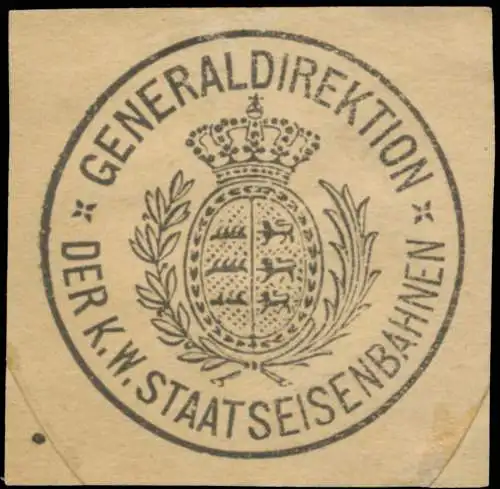 GENERALDIREKTION
DER K.W. STAATSEISENBAHNEN